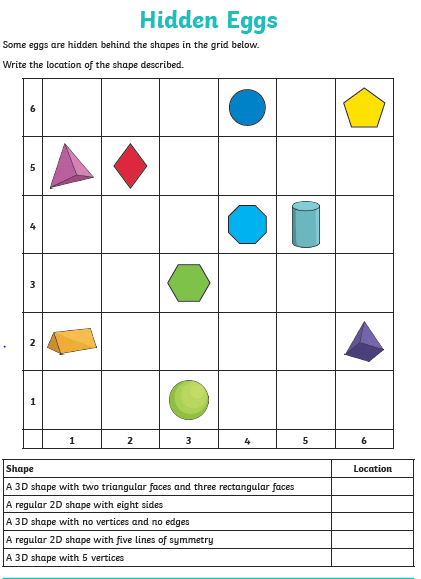 Hidden Eggs
Some eggs are hidden behind the shapes in the grid below.
Write the location of the shape described.
6
5
4
3
2
1
1 2 3 4 5 6
Shape Location
A 3D shape with two triangular faces and three rectangular faces
A regular 2D shape with eight sides
A 3D shape with no vertices and no edges
A regular 2D shape with five lines of symmetry
A 3D shape with 5 vertices